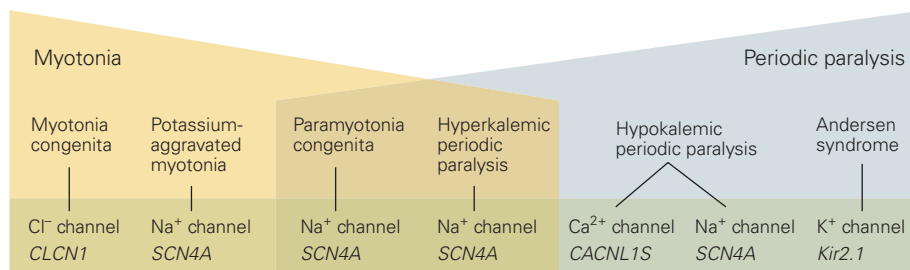 Myotonia
Periodic paralysis
Myotonia
congenita
Potassium-
aggravated
myotonia
Paramyotonia
congenita
Hyperkalemic
periodic
paralysis
Hypokalemic
periodic paralysis
Andersen
syndrome
Cl⁻ channel
CLCN1
Na⁺ channel
SCN4A
Na⁺ channel
SCN4A
Na⁺ channel
SCN4A
Ca²⁺ channel
CACNL1S
Na⁺ channel
SCN4A
K⁺ channel
Kir2.1